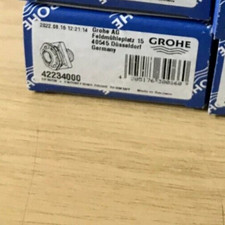 2022.09.16 12:21:14
Grohe AG
Feldmühleplatz 15
40545 Düsseldorf
Germany
GROHE
42234000